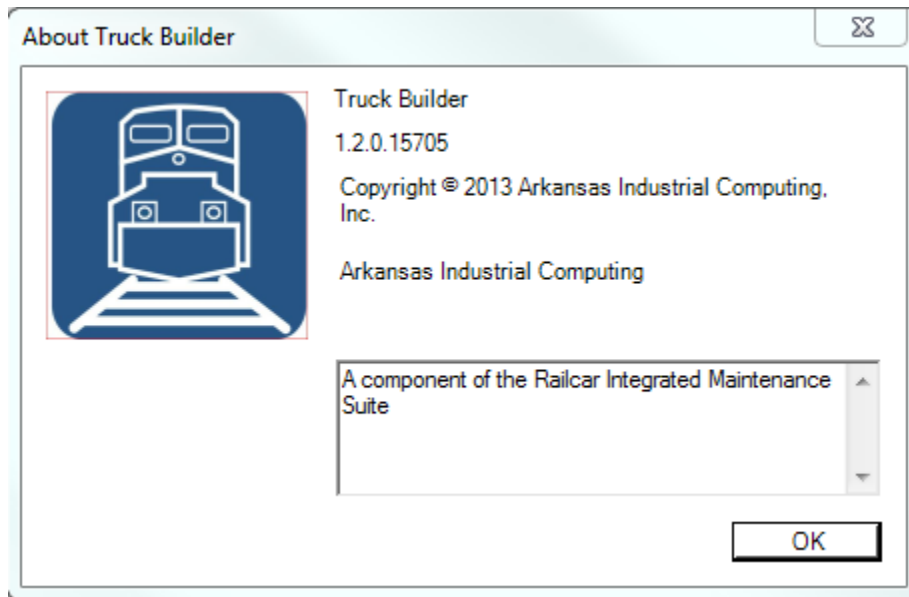 About Truck Builder
Truck Builder
1.2.0.15705
Copyright © 2013 Arkansas Industrial Computing,
Inc.
Arkansas Industrial Computing
A component of the Railcar Integrated Maintenance
Suite
OK